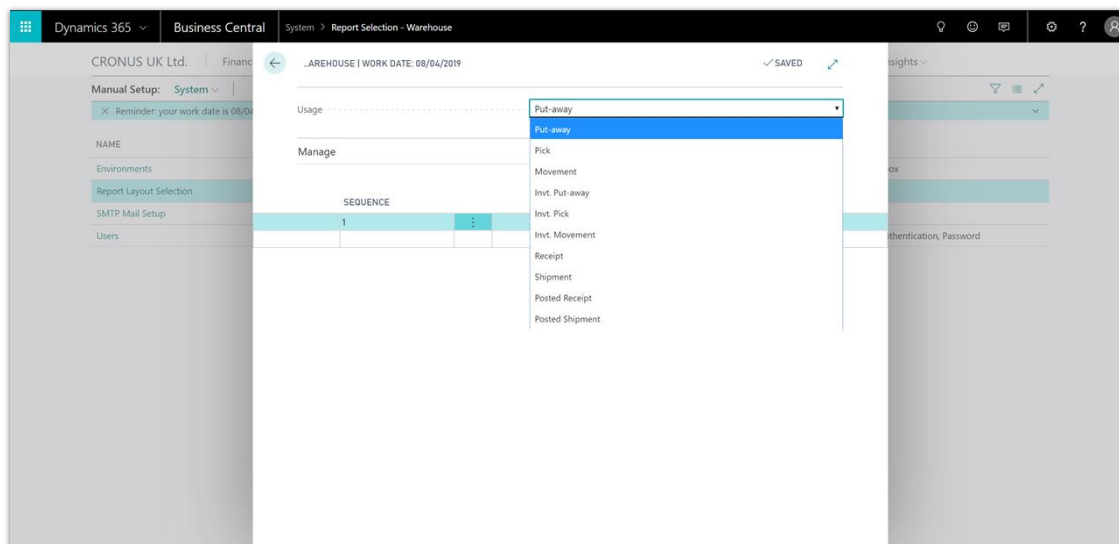 Dynamics 365 Business Central System > Report Selection - Warehouse ?
CRONUS UK Ltd. Financ
..AREHOUSE | WORK DATE: 08/04/2019 SAVED
nsights
Manual Setup: System
Reminder: your work date is 08/04
Usage Put-away
Put-away
Pick
Movement
Invt. Put-away
Invt. Pick
Invt. Movement
Receipt
Shipment
Posted Receipt
Posted Shipment
Manage
SEQUENCE
1
NAME
Environments ox
Report Layout Selection
SMTP Mail Setup
Users thentication, Password